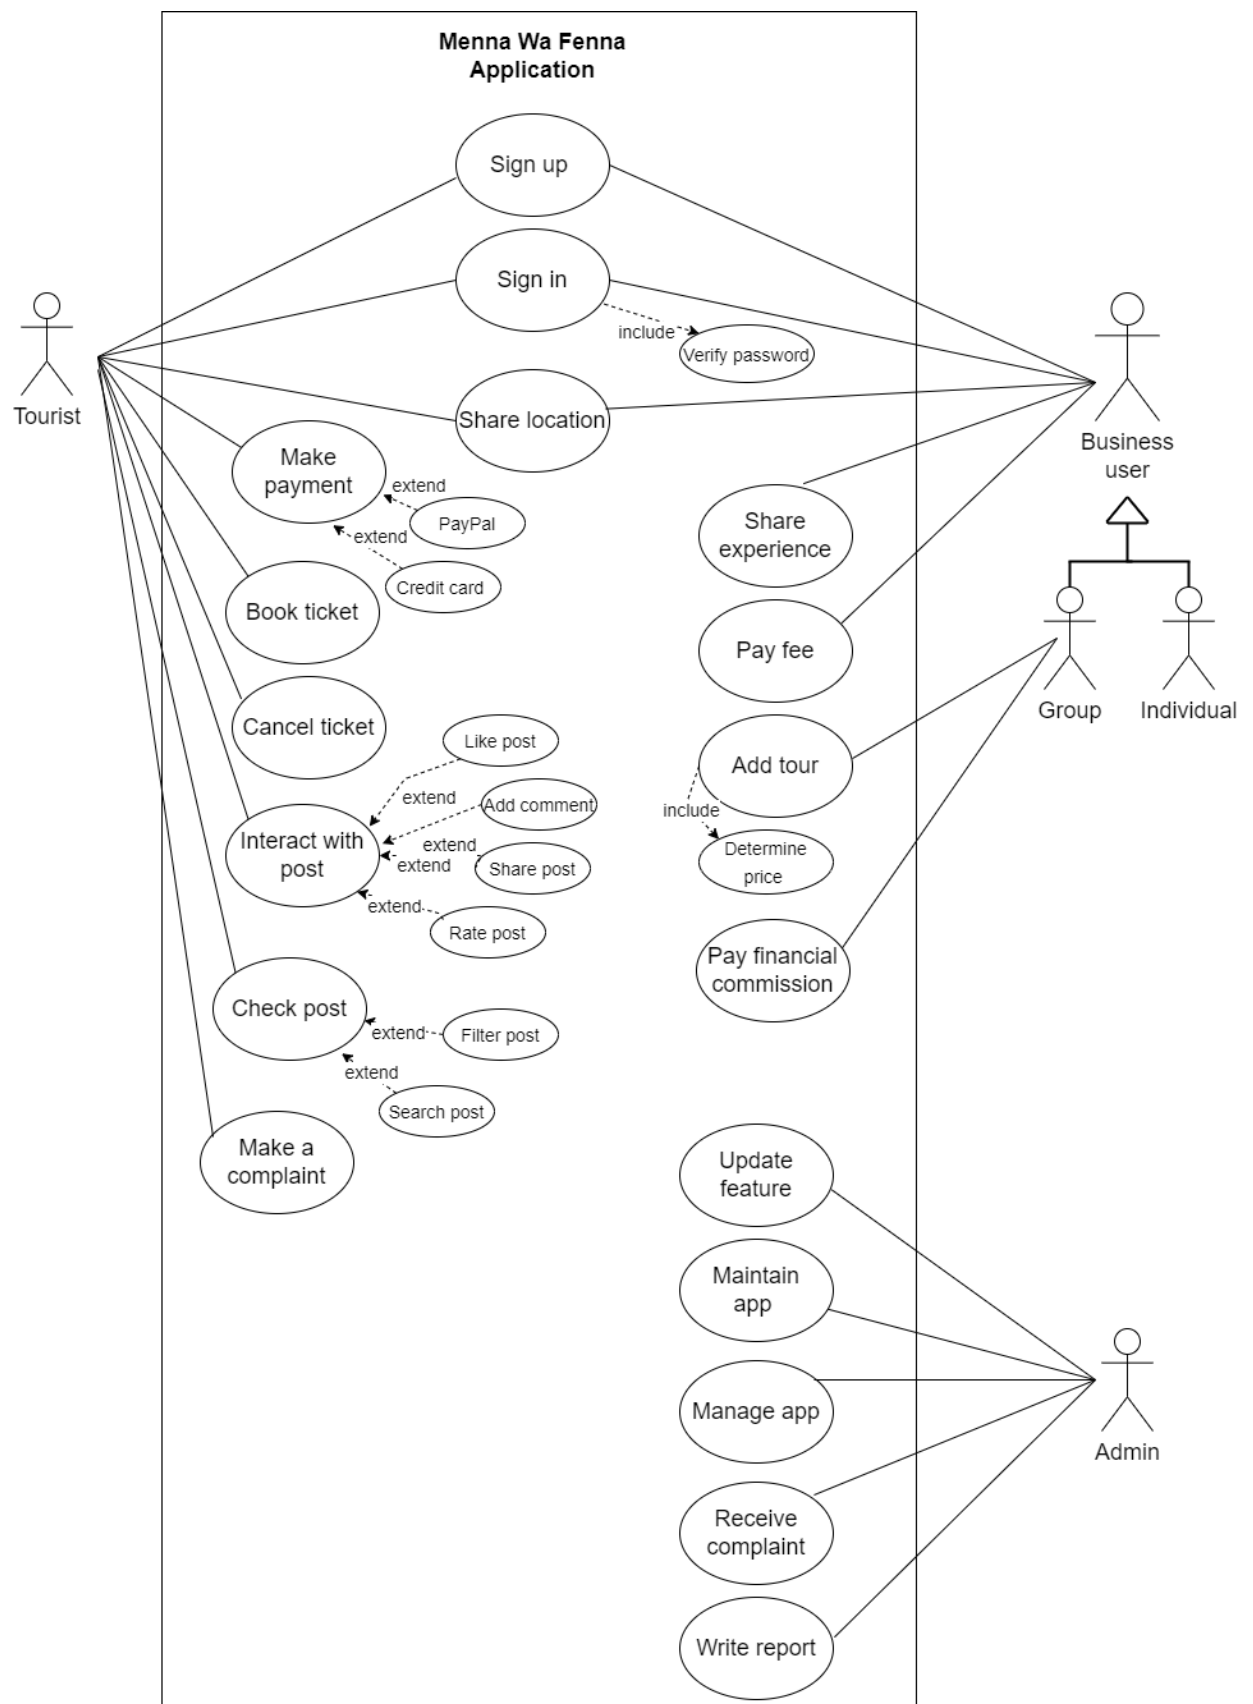 Menna Wa Fenna
Application
Sign up
Sign in
include
Verify password
Tourist
Share location
Business
user
Make
payment
extend
PayPal
extend
Credit card
Share
experience
Book ticket
Pay fee
Group
Individual
Cancel ticket
Like post
extend
Add comment
Add tour
include
Interact with
post
extend
extend
Share post
Determine
price
extend
Rate post
Pay financial
commission
Check post
extend
Filter post
extend
Search post
Make a
complaint
Update
feature
Maintain
app
Manage app
Admin
Receive
complaint
Write report